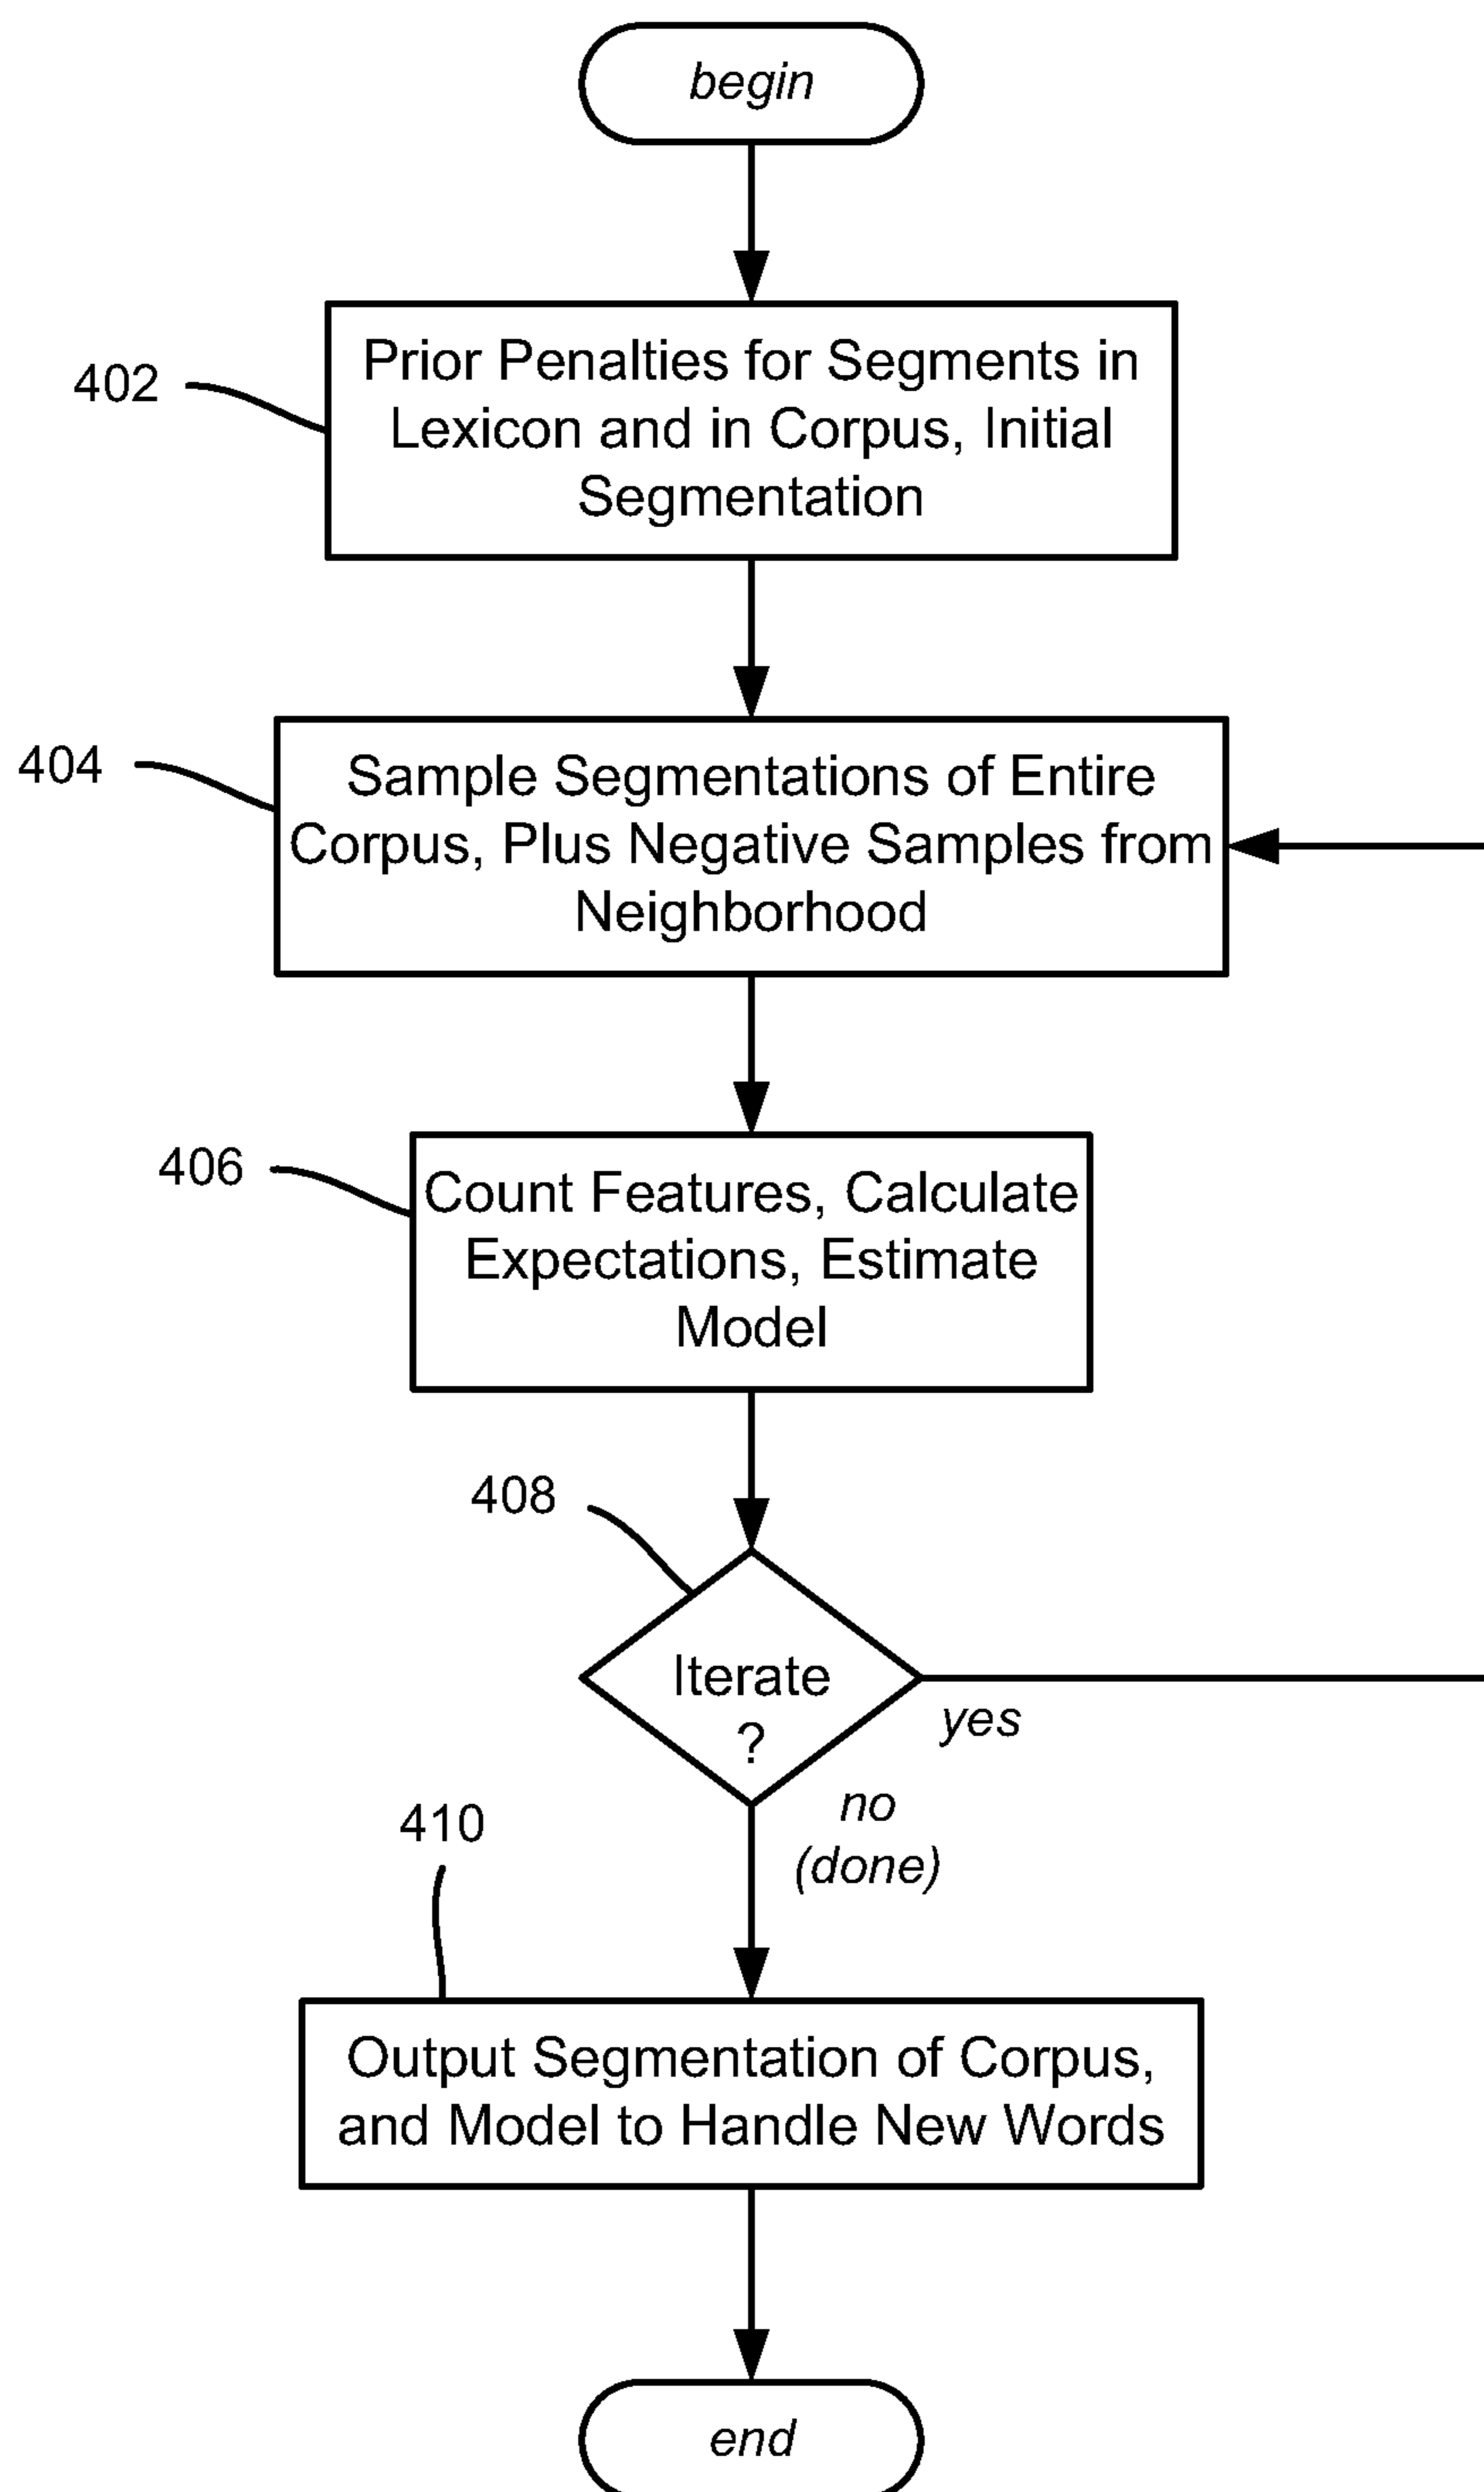 begin
402
Prior Penalties for Segments in
Lexicon and in Corpus, Initial
Segmentation
404
Sample Segmentations of Entire
Corpus, Plus Negative Samples from
Neighborhood
406
Count Features, Calculate
Expectations, Estimate
Model
408
Iterate
?
yes
no
(done)
410
Output Segmentation of Corpus,
and Model to Handle New Words
end